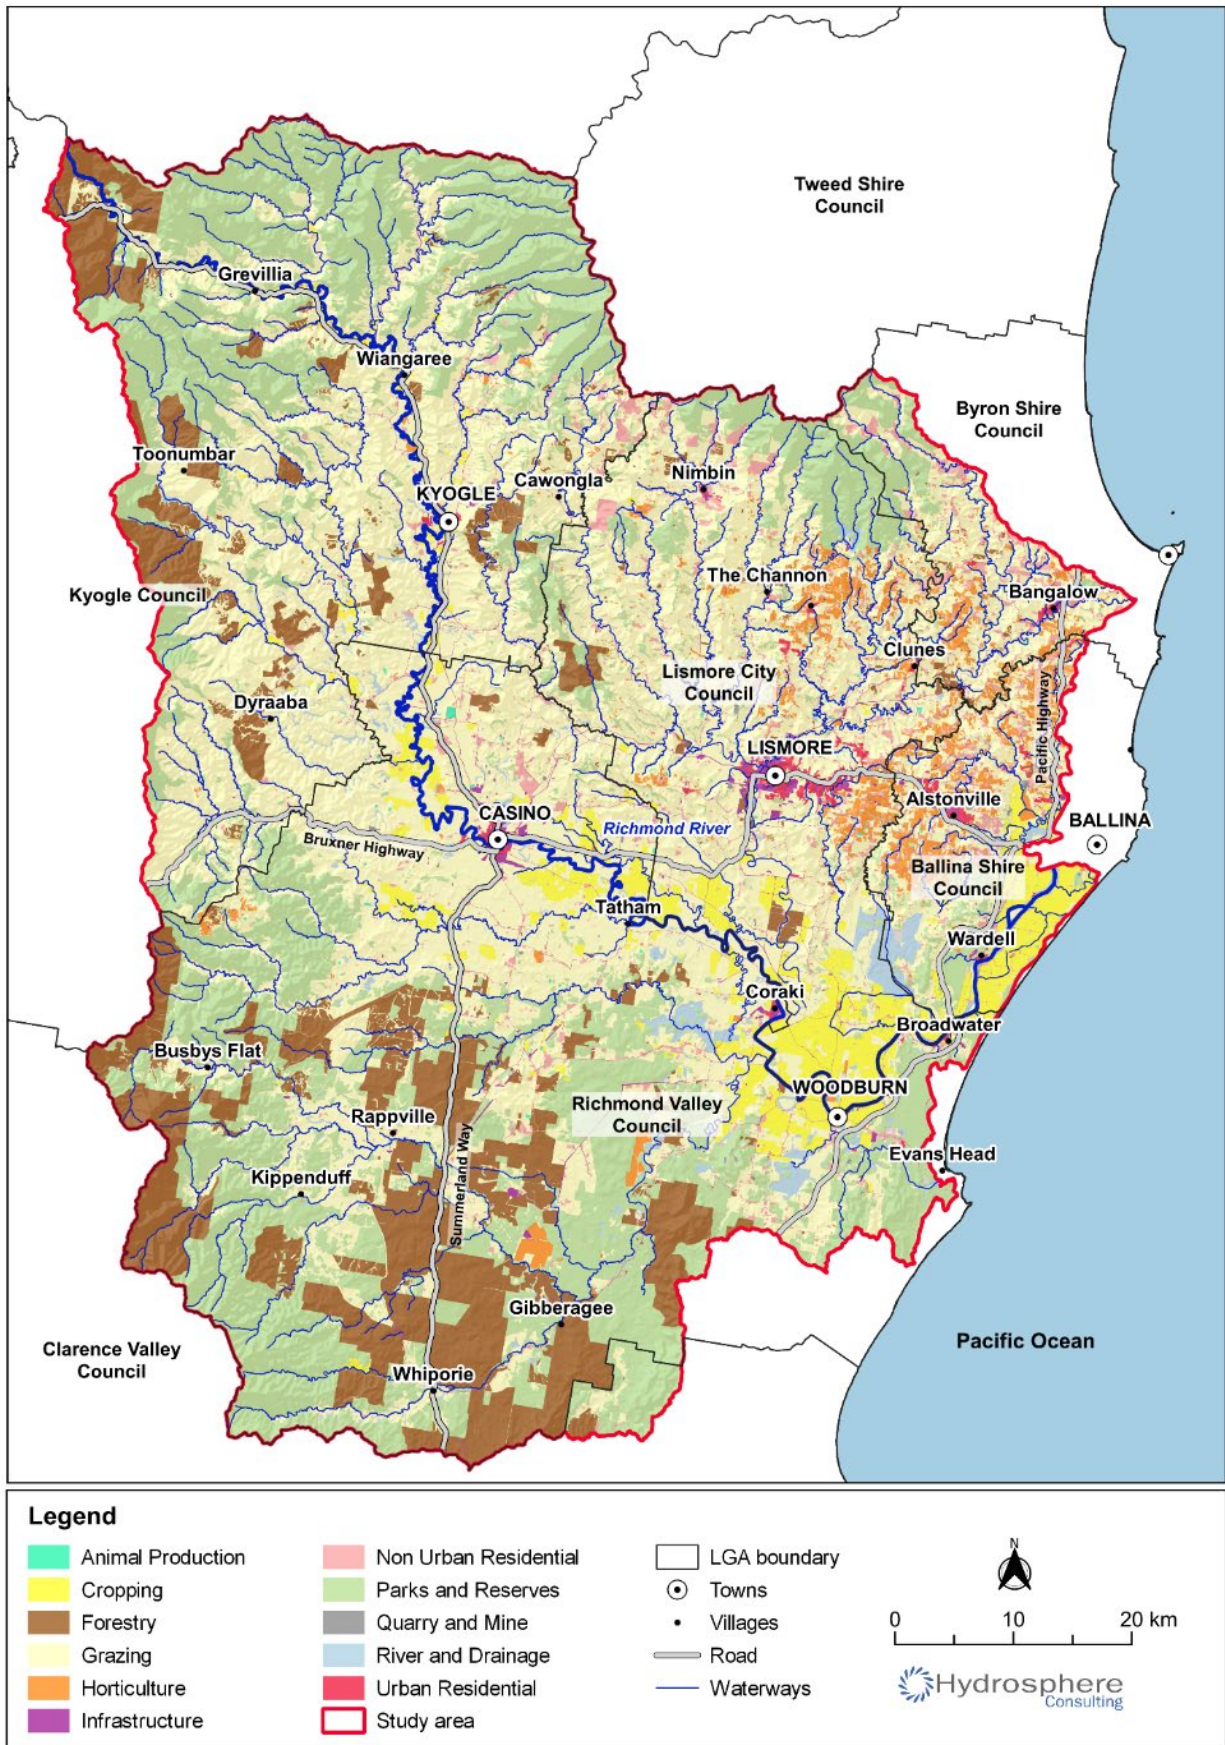 Tweed Shire
Council
Grevillia
Wiangaree
Byron Shire
Council
Toonumbar
Cawongla
Nimbin
KYOGLE
The Channon
Kyogle Council
Bangalow
Clunes
Lismore City
Council
Dyraaba
Pacific Highway
LISMORE
Alstonville
CASINO
BALLINA
Richmond River
Bruxner Highway
Ballina Shire
Council
Tatham
Wardell
Coraki
Broadwater
Busbys Flat
WOODBURN
Richmond Valley
Council
Rappville
Evans Head
Kippenduff
Summerland Way
Gibberagee
Pacific Ocean
Clarence Valley
Council
Whiporie
Legend
Animal Production
Cropping
Forestry
Grazing
Horticulture
Infrastructure
Non Urban Residential
Parks and Reserves
Quarry and Mine
River and Drainage
Urban Residential
Study area
LGA boundary
Towns
Villages
Road
Waterways
N
0 10 20 km
Hydrosphere
Consulting